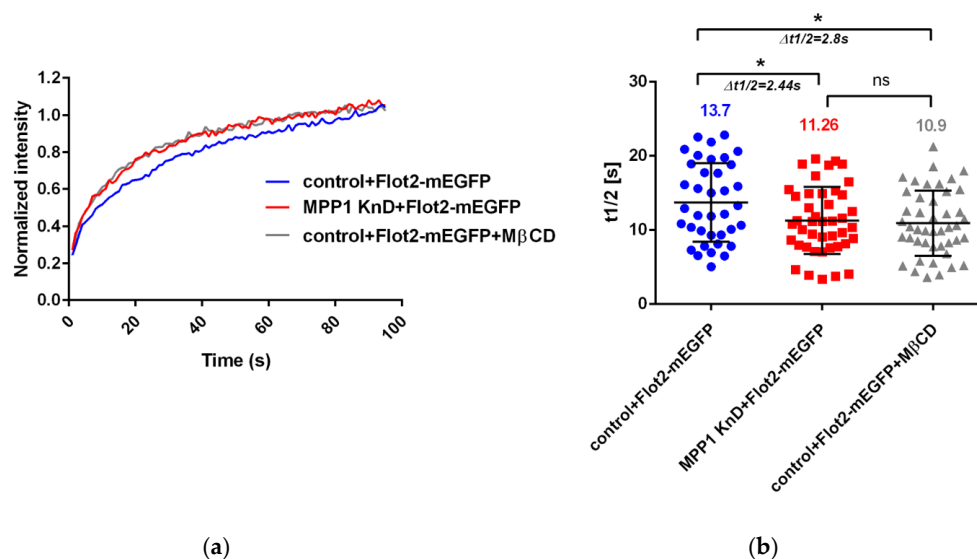 Normalized intensity
1.2
1.0
0.8
0.6
0.4
0.2
0.0
0
20
40
60
80
100
Time (s)
control+Flot2-mEGFP
MPP1 KnD+Flot2-mEGFP
control+Flot2-mEGFP+MβCD
(a)
*
Δt1/2=2.8s
*
Δt1/2=2.44s
ns
t1/2 [s]
30
20
10
0
13.7
11.26
10.9
control+Flot2-mEGFP
MPP1 KnD+Flot2-mEGFP
control+Flot2-mEGFP+MβCD
(b)